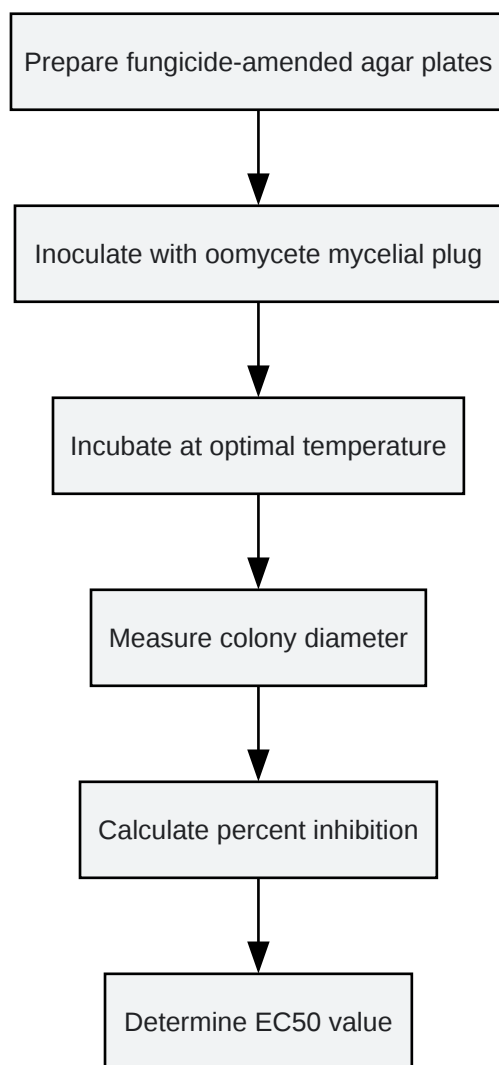 Prepare fungicide-amended agar plates
Inoculate with oomycete mycelial plug
Incubate at optimal temperature
Measure colony diameter
Calculate percent inhibition
Determine EC50 value